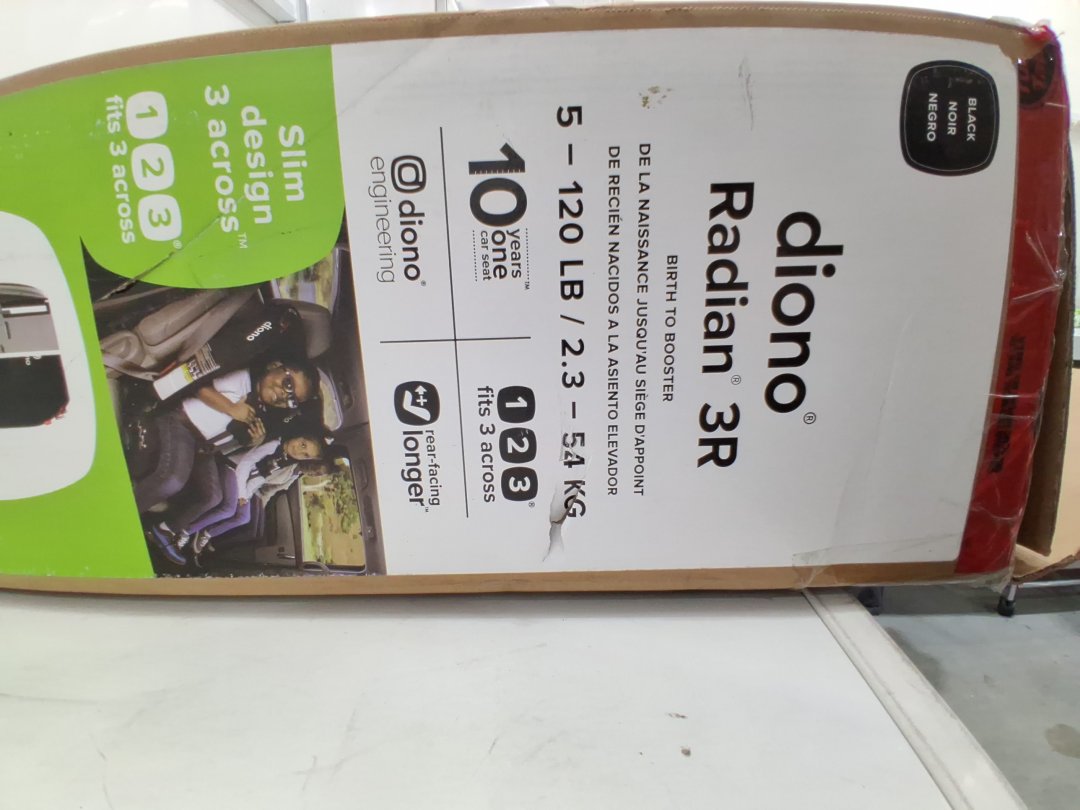 BLACK
NOIR
NEGRO
diono®
Radian® 3R
BIRTH TO BOOSTER
DE LA NAISSANCE JUSQU'AU SIÈGE D'APPOINT
DE RECIÉN NACIDOS A LA ASIENTO ELEVADOR
5 – 120 LB / 2.3 – 54 KG
10 years™
one
car seat
1 2 3®
fits 3 across
diono®
engineering
rear-facing
longer™
Slim
design
3 across™
1 2 3®
fits 3 across
diono